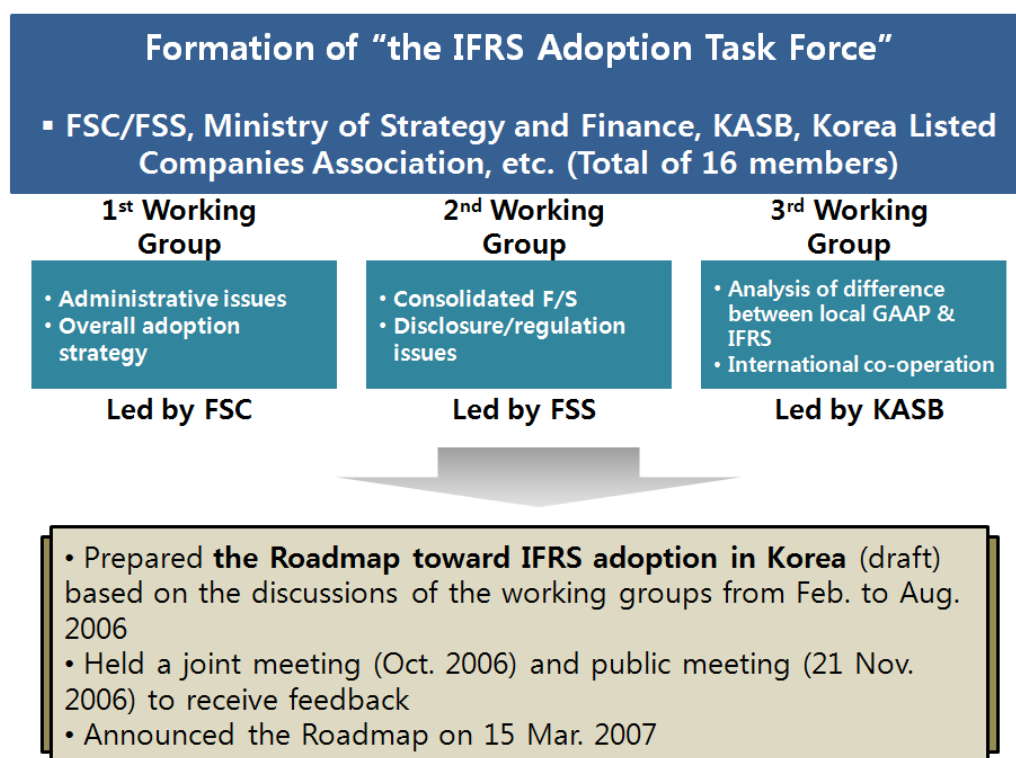 Formation of “the IFRS Adoption Task Force”
▪ FSC/FSS, Ministry of Strategy and Finance, KASB, Korea Listed
Companies Association, etc. (Total of 16 members)
1st Working
Group
• Administrative issues
• Overall adoption
strategy
Led by FSC
2nd Working
Group
• Consolidated F/S
• Disclosure/regulation
issues
Led by FSS
3rd Working
Group
• Analysis of difference
between local GAAP &
IFRS
• International co-operation
Led by KASB
• Prepared the Roadmap toward IFRS adoption in Korea (draft)
based on the discussions of the working groups from Feb. to Aug.
2006
• Held a joint meeting (Oct. 2006) and public meeting (21 Nov.
2006) to receive feedback
• Announced the Roadmap on 15 Mar. 2007